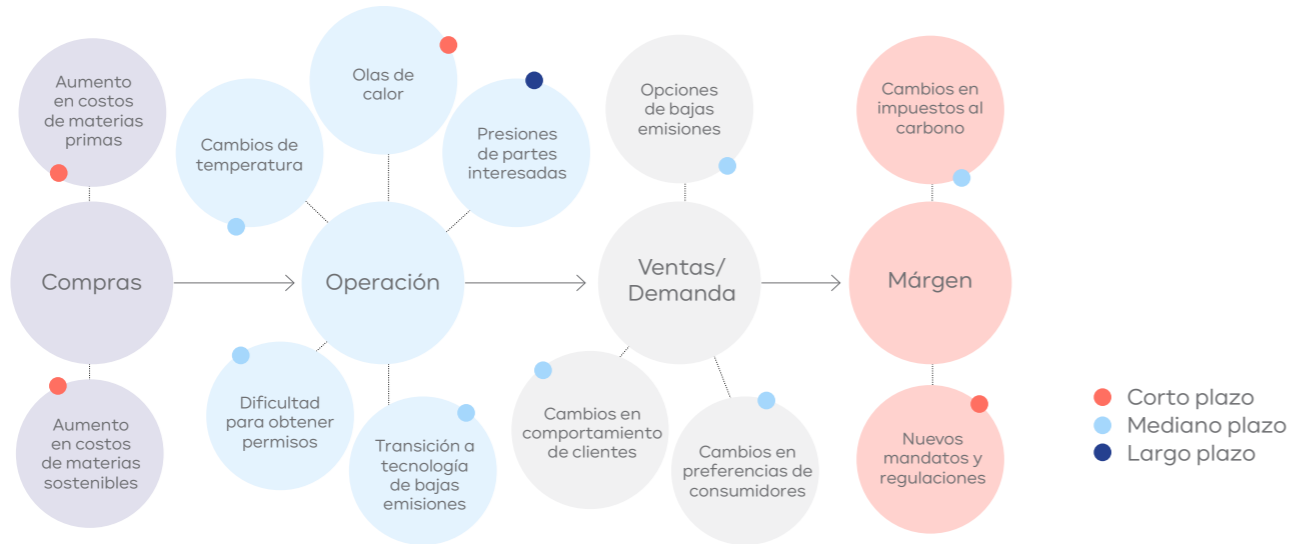 Aumento
en costos
de materias
primas
Compras
Aumento
en costos
de materias
sostenibles
Cambios de
temperatura
Olas de
calor
Presiones
de partes
interesadas
Operación
Dificultad
para obtener
permisos
Transición a
tecnología
de bajas
emisiones
Opciones
de bajas
emisiones
Ventas/
Demanda
Cambios en
comportamiento
de clientes
Cambios en
preferencias de
consumidores
Cambios en
impuestos al
carbono
Márgen
Nuevos
mandatos y
regulaciones
Corto plazo
Mediano plazo
Largo plazo